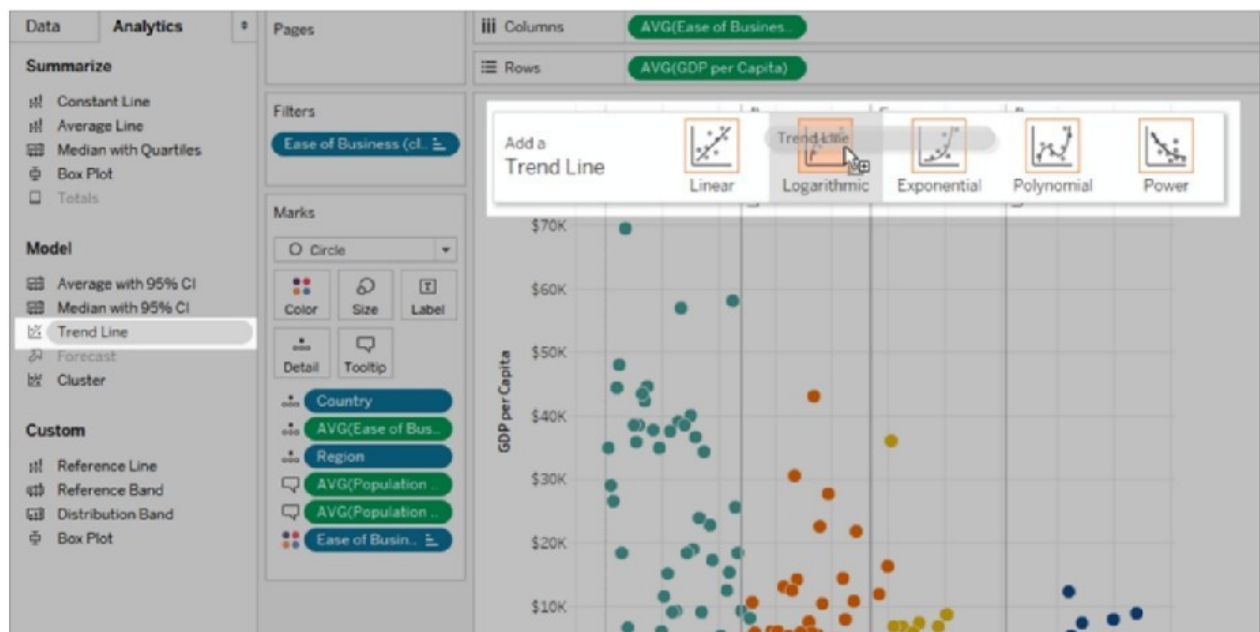 Data Analytics
Summarize
Constant Line
Average Line
Median with Quartiles
Box Plot
Totals
Model
Average with 95% CI
Median with 95% CI
Trend Line
Forecast
Cluster
Custom
Reference Line
Reference Band
Distribution Band
Box Plot
Pages
Filters
Ease of Business (cl..
Marks
Circle
Color Size Label
Detail Tooltip
Country
AVG(Ease of Bus..
Region
AVG(Population ..
AVG(Population ..
Ease of Busin..
Columns AVG(Ease of Busines..
Rows AVG(GDP per Capita)
Add a
Trend Line
Trend Line
Linear Logarithmic Exponential Polynomial Power
GDP per Capita
$70K
$60K
$50K
$40K
$30K
$20K
$10K